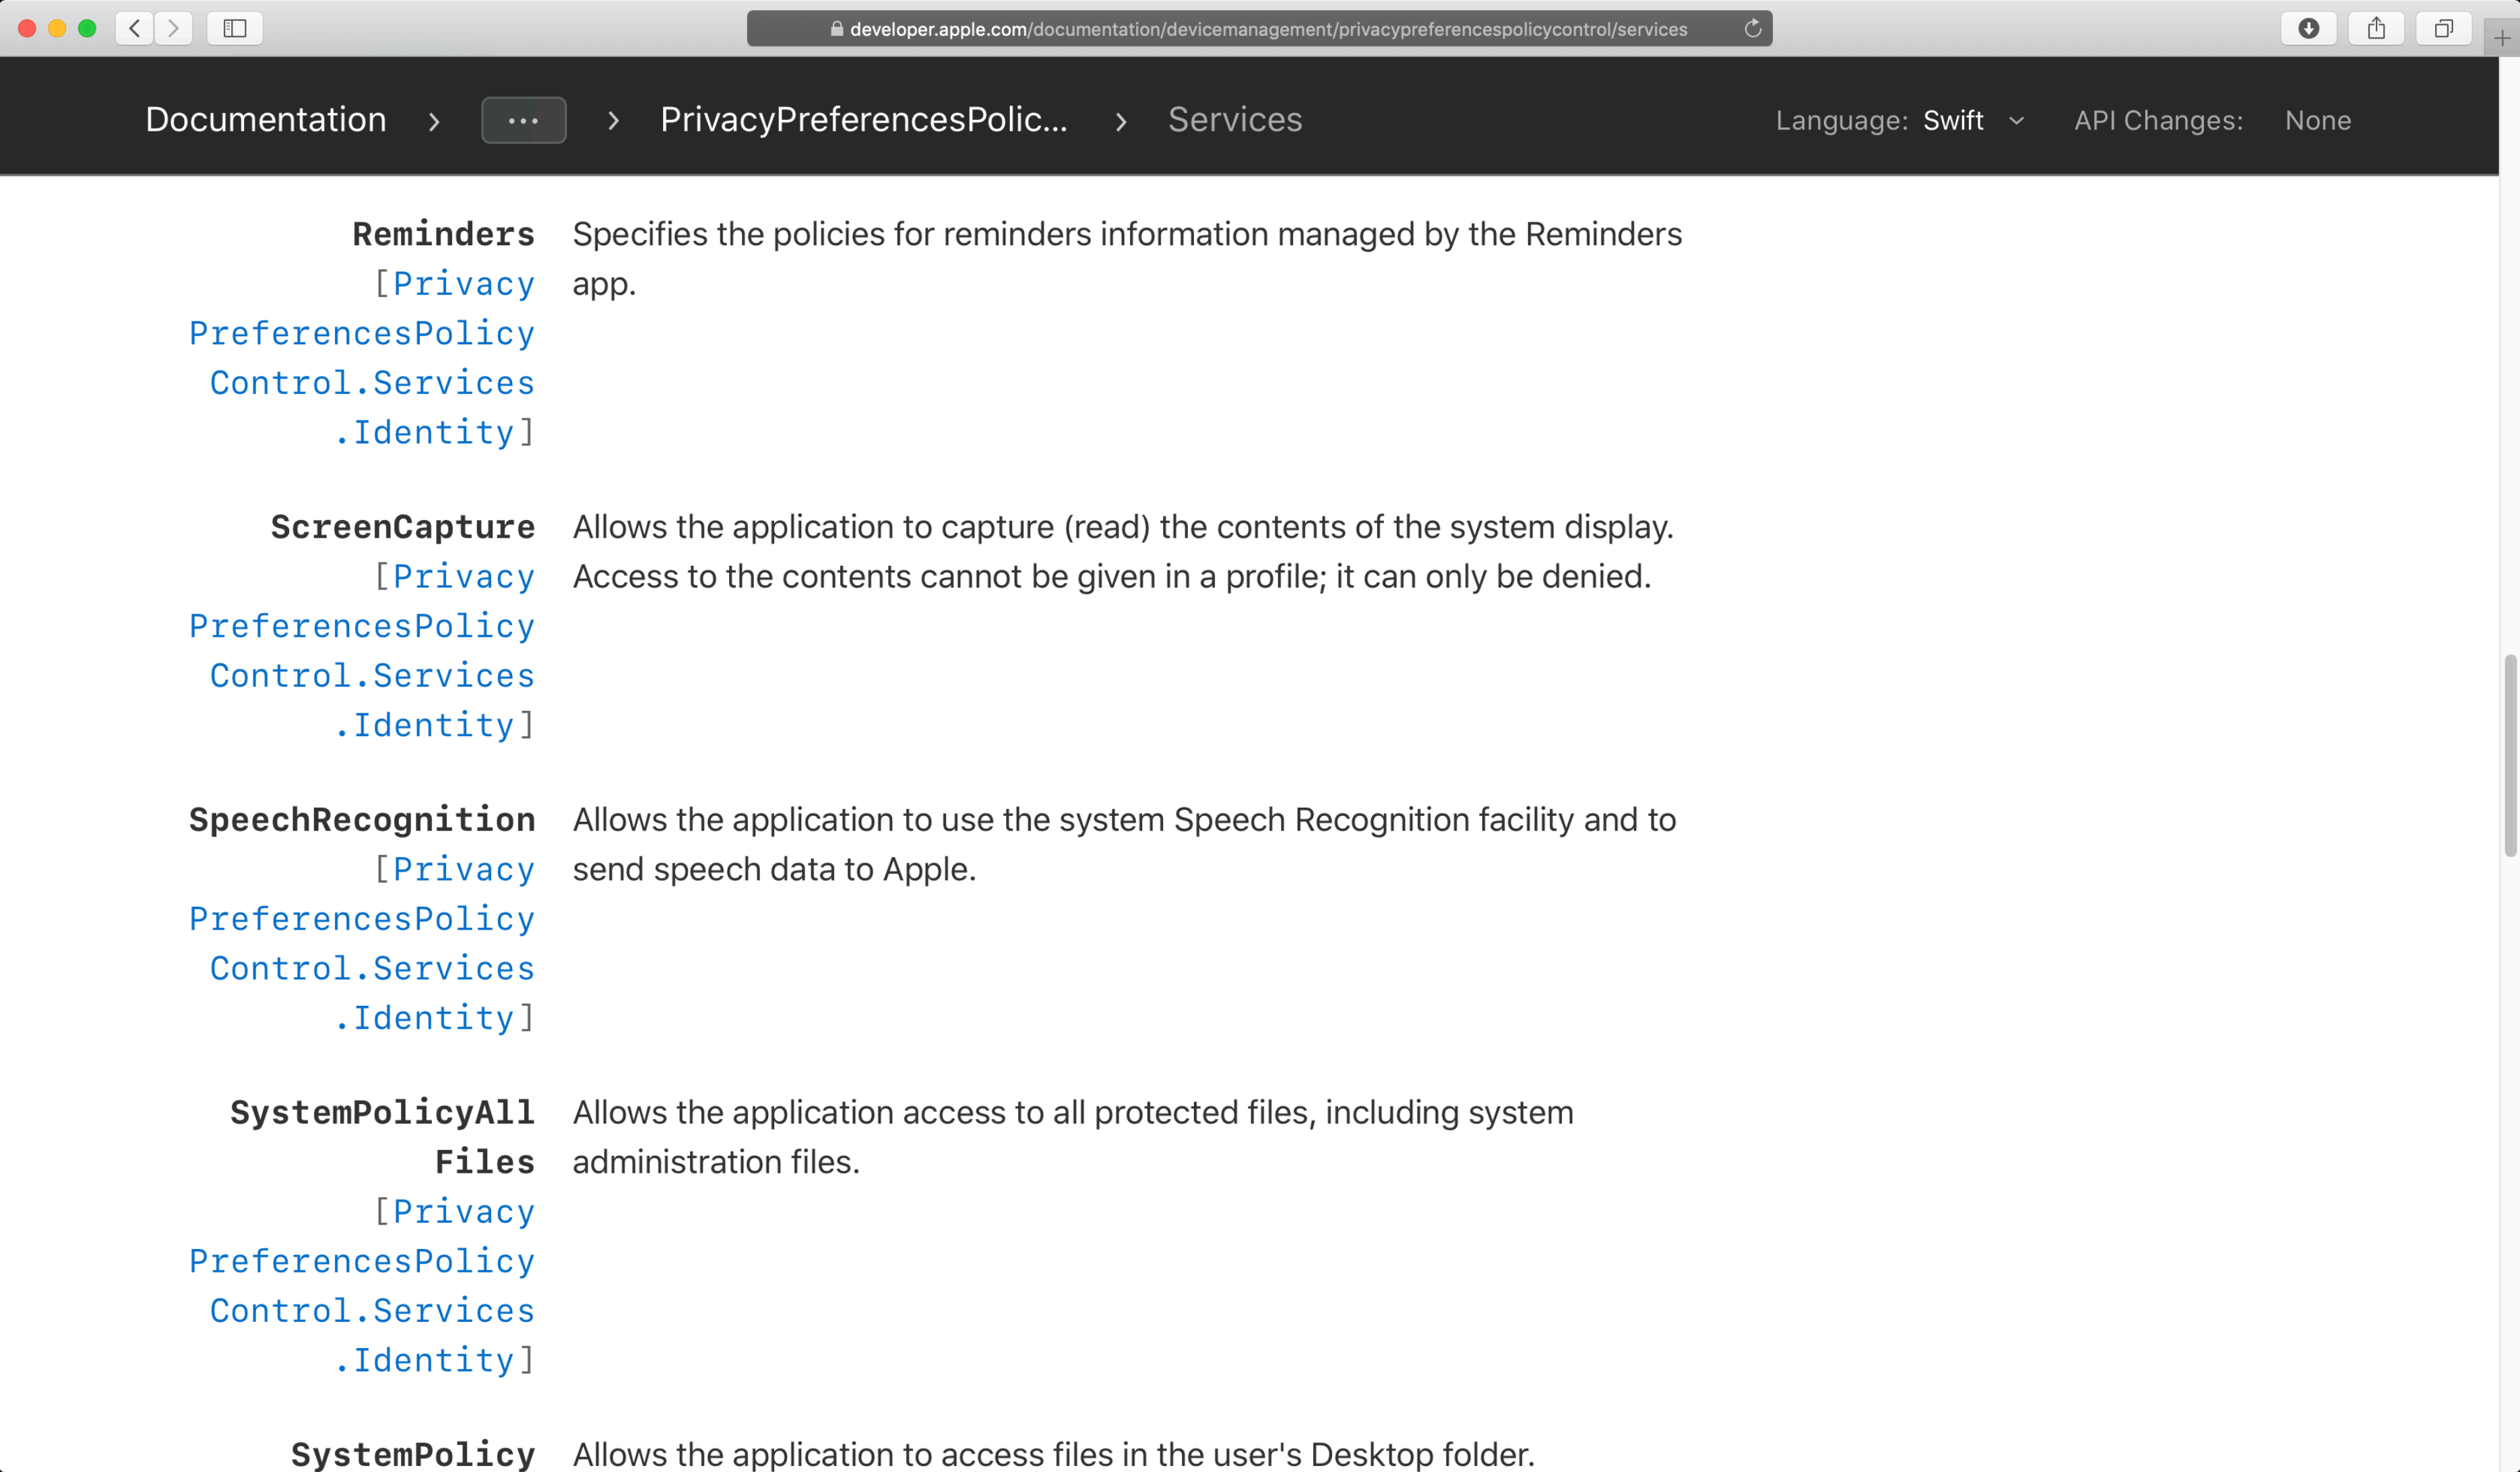 developer.apple.com/documentation/devicemanagement/privacypreferencespolicycontrol/services
Documentation > ... > PrivacyPreferencesPolic... > Services
Language: Swift
API Changes: None
Reminders
[Privacy
PreferencesPolicy
Control.Services
.Identity]
Specifies the policies for reminders information managed by the Reminders
app.
ScreenCapture
[Privacy
PreferencesPolicy
Control.Services
.Identity]
Allows the application to capture (read) the contents of the system display.
Access to the contents cannot be given in a profile; it can only be denied.
SpeechRecognition
[Privacy
PreferencesPolicy
Control.Services
.Identity]
Allows the application to use the system Speech Recognition facility and to
send speech data to Apple.
SystemPolicyAll
Files
[Privacy
PreferencesPolicy
Control.Services
.Identity]
Allows the application access to all protected files, including system
administration files.
SystemPolicy
Allows the application to access files in the user's Desktop folder.